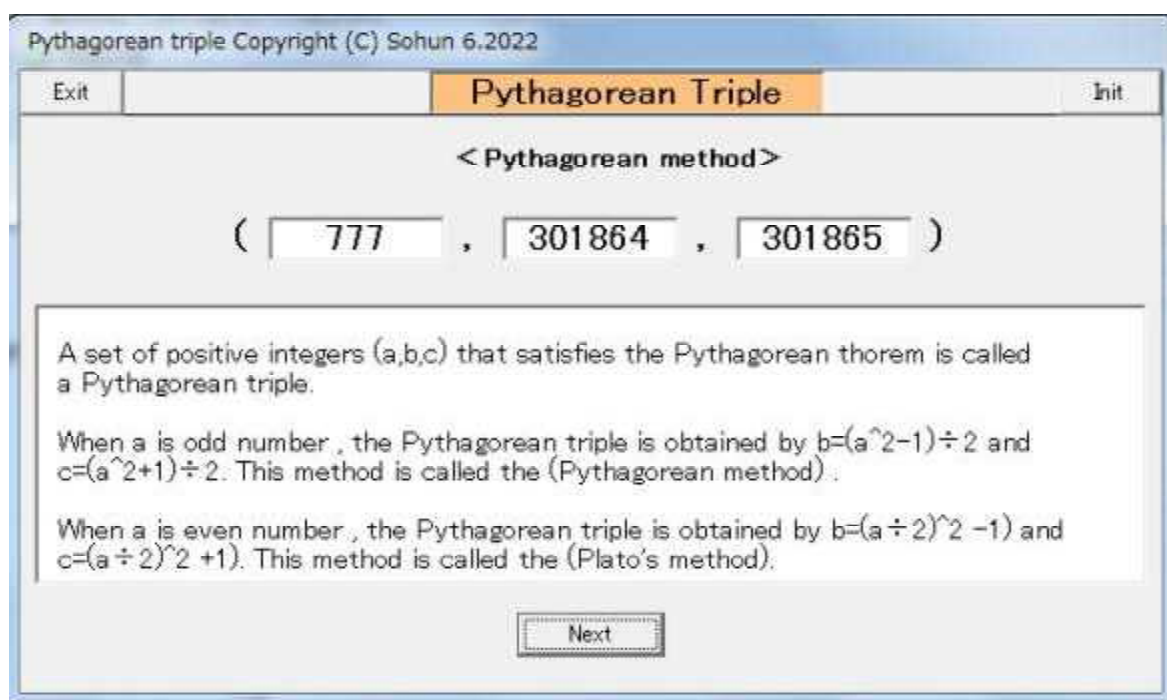 Pythagorean triple Copyright (C) Sohun 6.2022
Exit Pythagorean Triple Init
<Pythagorean method>
( 777 , 301864 , 301865 )
A set of positive integers (a,b,c) that satisfies the Pythagorean thorem is called
a Pythagorean triple.
When a is odd number , the Pythagorean triple is obtained by b=(a^2-1)÷2 and
c=(a^2+1)÷2. This method is called the (Pythagorean method) .
When a is even number , the Pythagorean triple is obtained by b=(a÷2)^2 -1) and
c=(a÷2)^2 +1). This method is called the (Plato's method).
Next